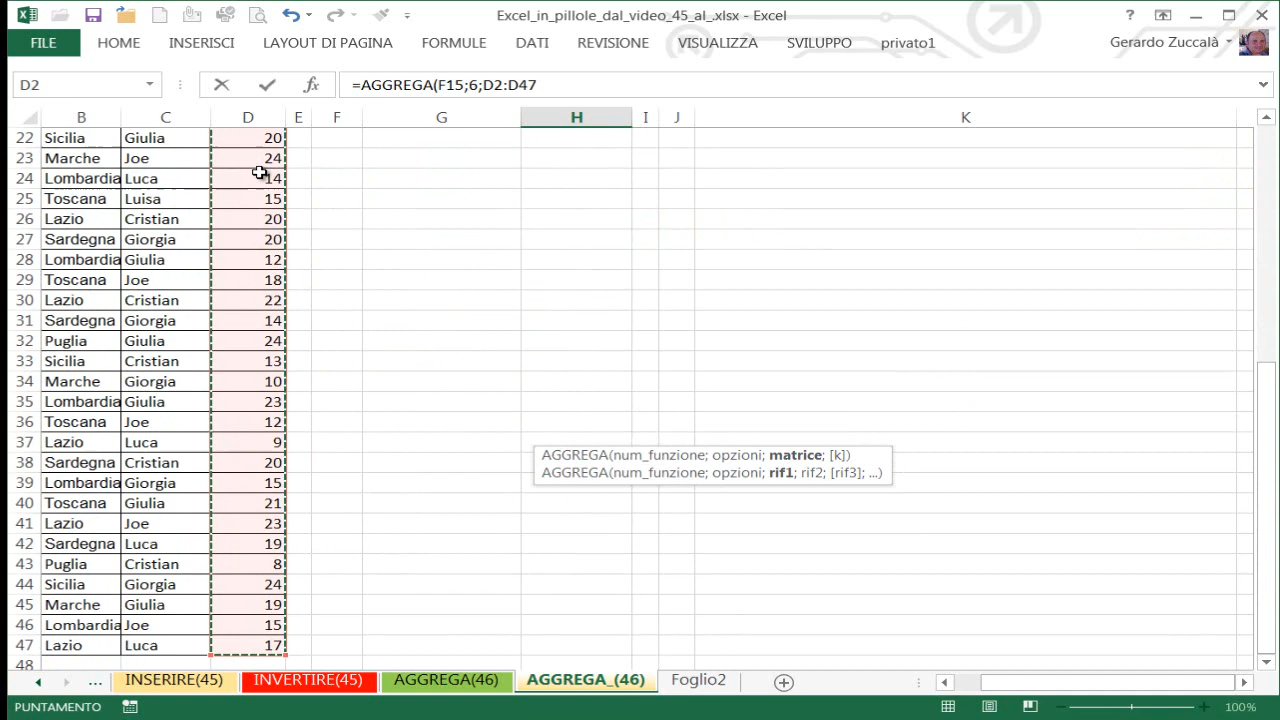 Excel_in_pillole_dal_video_45_al_.xlsx - Excel
?
FILE HOME INSERISCI LAYOUT DI PAGINA FORMULE DATI REVISIONE VISUALIZZA SVILUPPO privato1 Gerardo Zuccalà
D2 fx =AGGREGA(F15;6;D2:D47
B C D E F G H I J K
22 Sicilia Giulia 20
23 Marche Joe 24
24 Lombardia Luca 14
25 Toscana Luisa 15
26 Lazio Cristian 20
27 Sardegna Giorgia 20
28 Lombardia Giulia 12
29 Toscana Joe 18
30 Lazio Cristian 22
31 Sardegna Giorgia 14
32 Puglia Giulia 24
33 Sicilia Cristian 13
34 Marche Giorgia 10
35 Lombardia Giulia 23
36 Toscana Joe 12
37 Lazio Luca 9
AGGREGA(num_funzione; opzioni; matrice; [k])
38 Sardegna Cristian 20
AGGREGA(num_funzione; opzioni; rif1; rif2; [rif3]; ...)
39 Lombardia Giorgia 15
40 Toscana Giulia 21
41 Lazio Joe 23
42 Sardegna Luca 19
43 Puglia Cristian 8
44 Sicilia Giorgia 24
45 Marche Giulia 19
46 Lombardia Joe 15
47 Lazio Luca 17
48
... INSERIRE(45) INVERTIRE(45) AGGREGA(46) AGGREGA_(46) Foglio2
PUNTAMENTO 100%